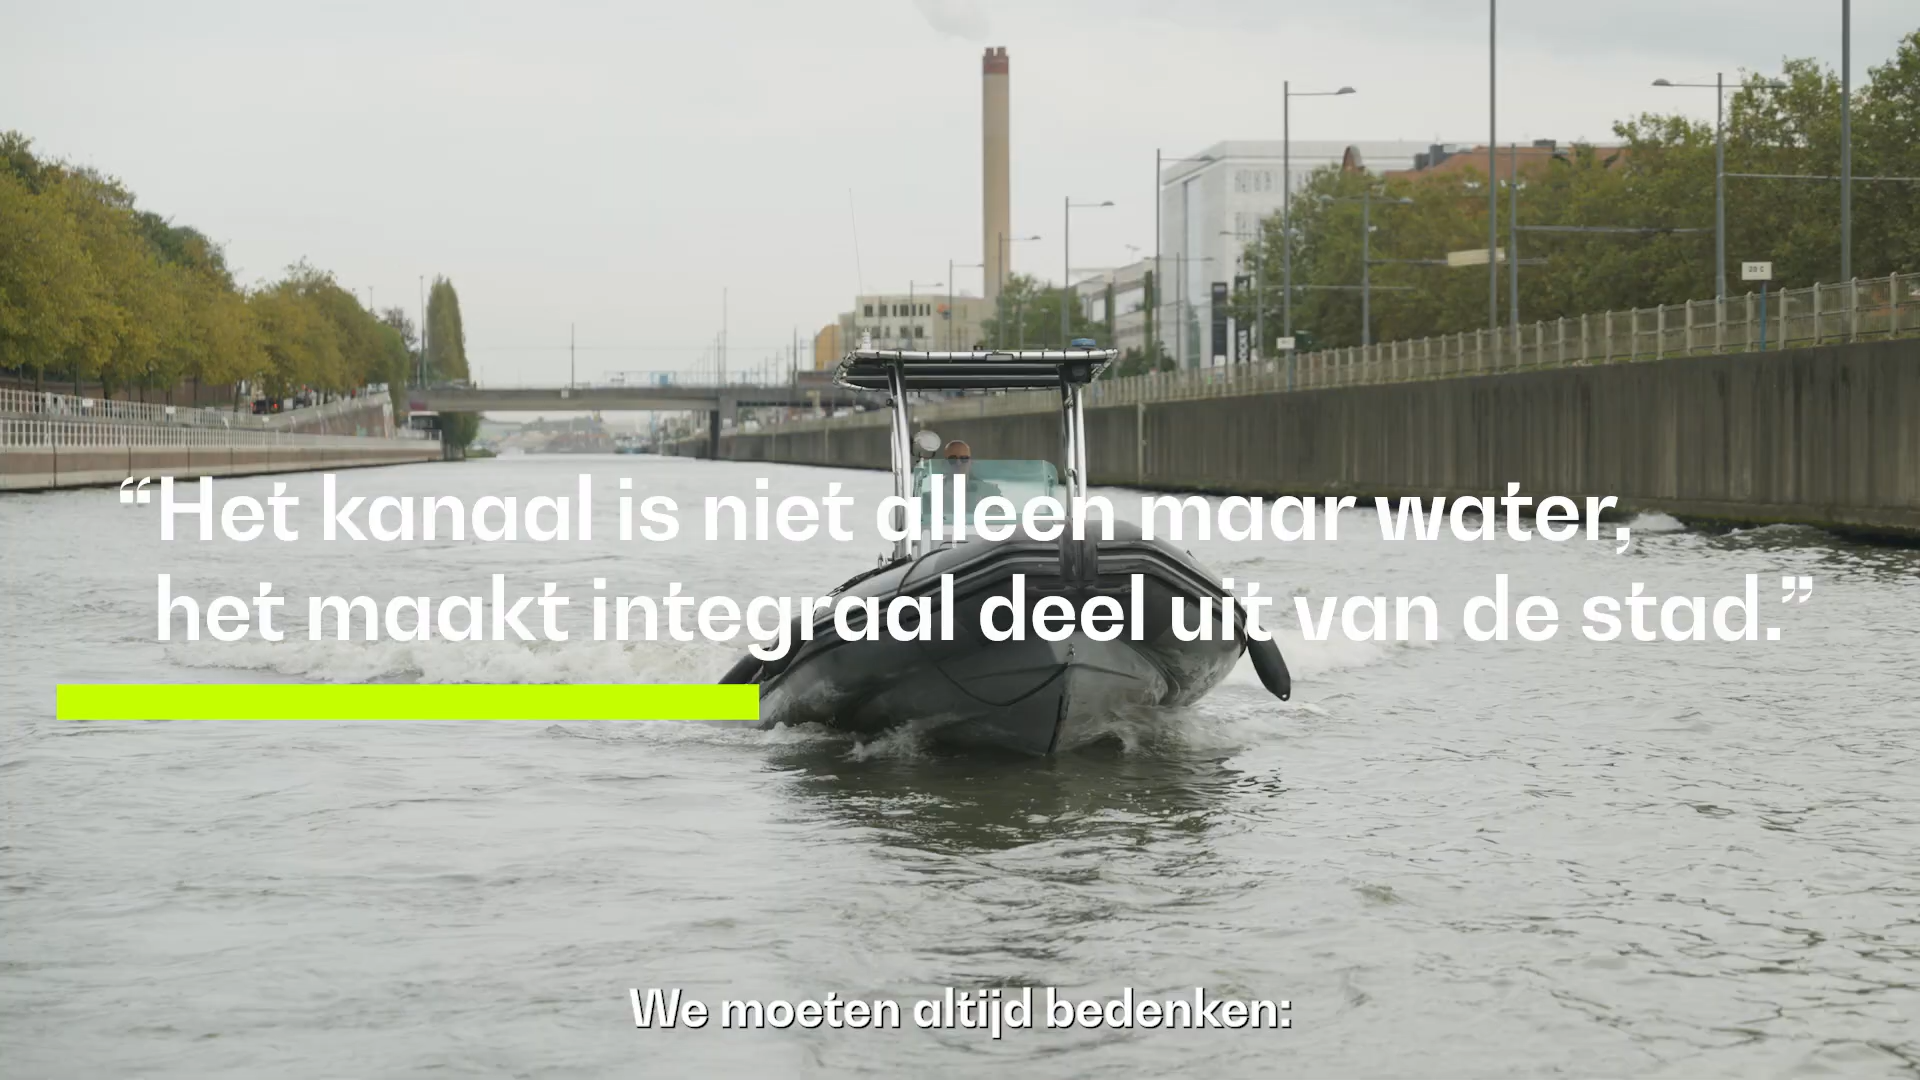 “Het kanaal is niet alleen maar water,
het maakt integraal deel uit van de stad.”
We moeten altijd bedenken: